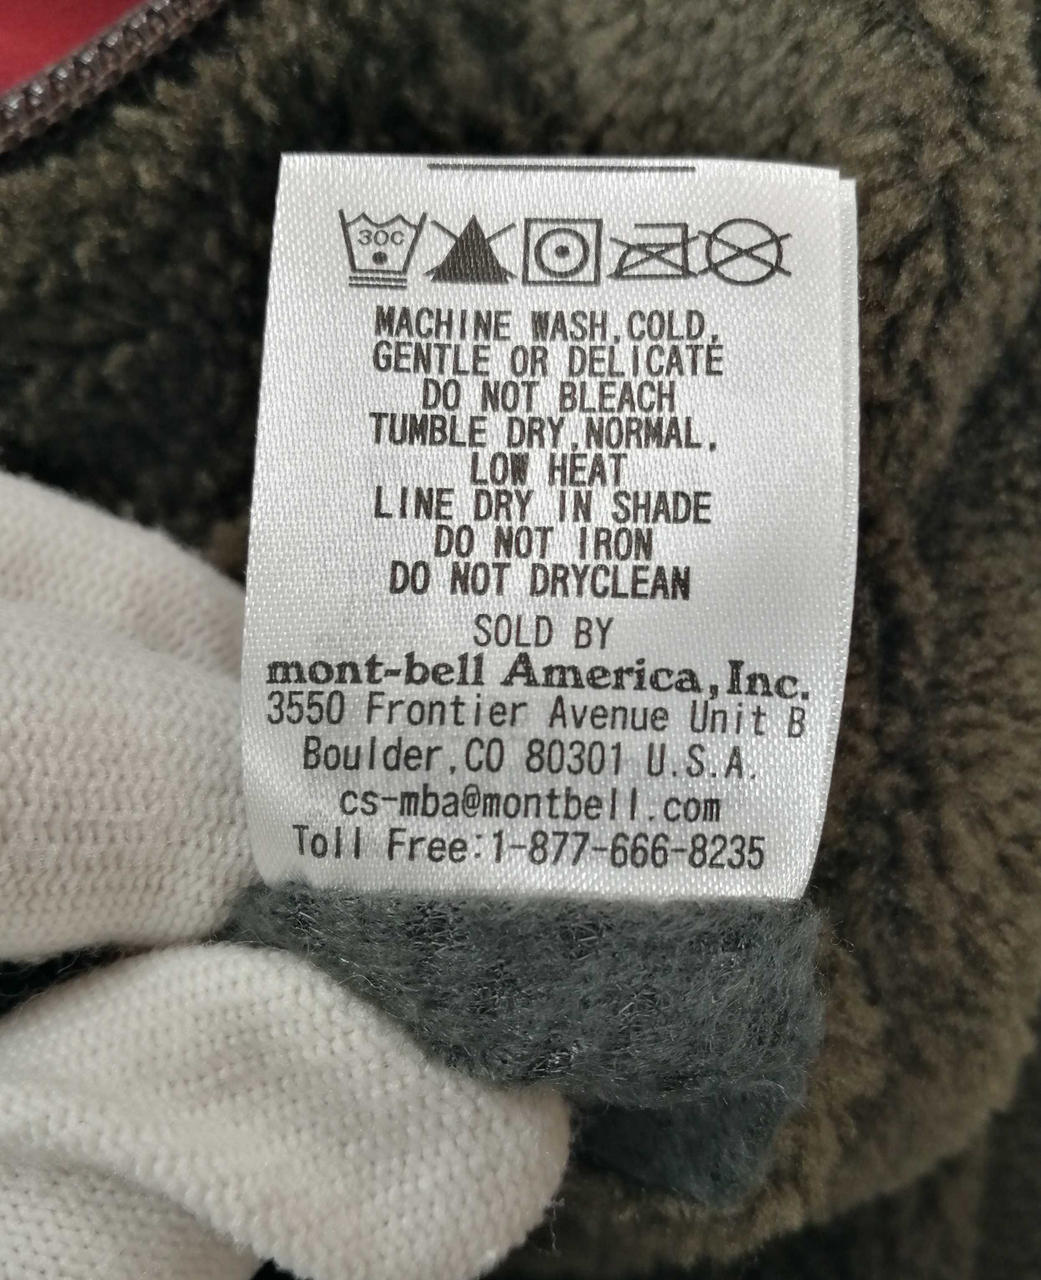 30C
MACHINE WASH,COLD,
GENTLE OR DELICATE
DO NOT BLEACH
TUMBLE DRY,NORMAL,
LOW HEAT
LINE DRY IN SHADE
DO NOT IRON
DO NOT DRYCLEAN
SOLD BY
mont-bell America,Inc.
3550 Frontier Avenue Unit B
Boulder,CO 80301 U.S.A.
cs-mba@montbell.com
Toll Free:1-877-666-8235